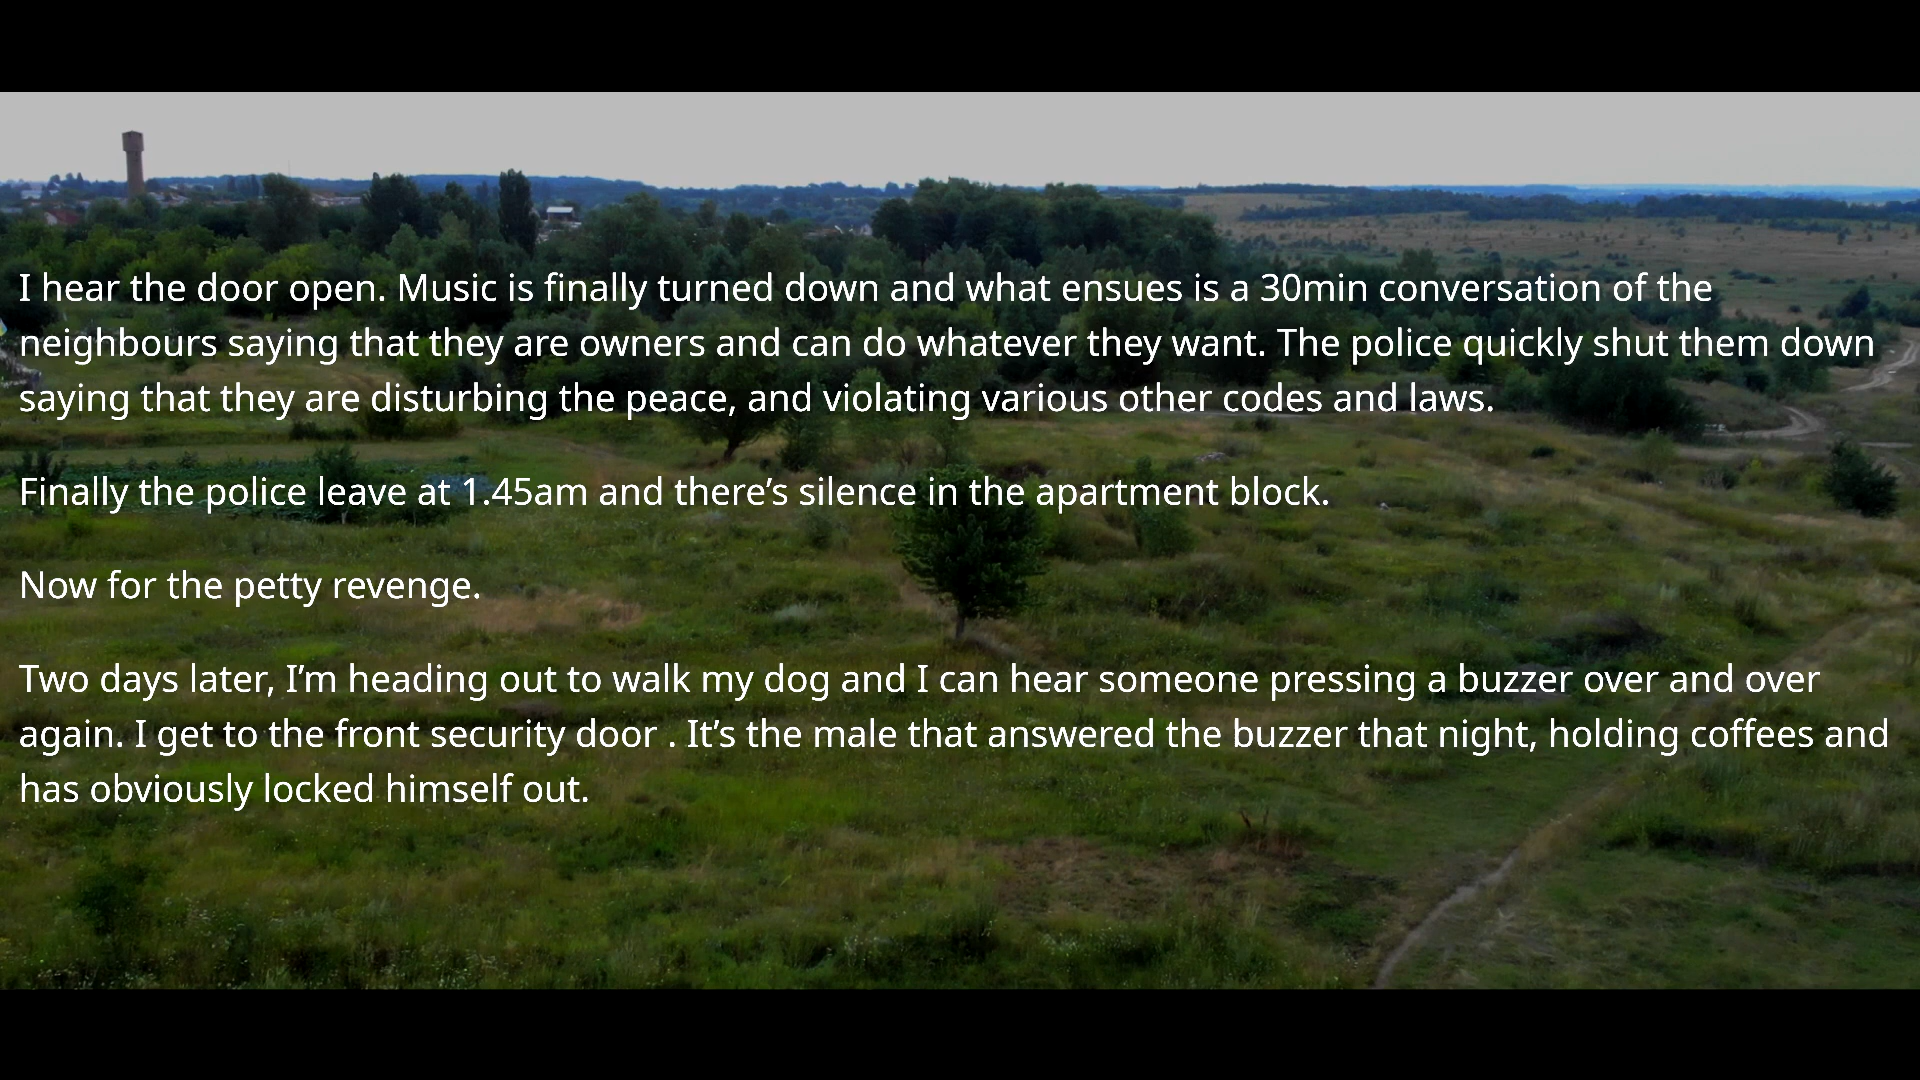 I hear the door open. Music is finally turned down and what ensues is a 30min conversation of the
neighbours saying that they are owners and can do whatever they want. The police quickly shut them down
saying that they are disturbing the peace, and violating various other codes and laws.
Finally the police leave at 1.45am and there’s silence in the apartment block.
Now for the petty revenge.
Two days later, I’m heading out to walk my dog and I can hear someone pressing a buzzer over and over
again. I get to the front security door . It’s the male that answered the buzzer that night, holding coffees and
has obviously locked himself out.